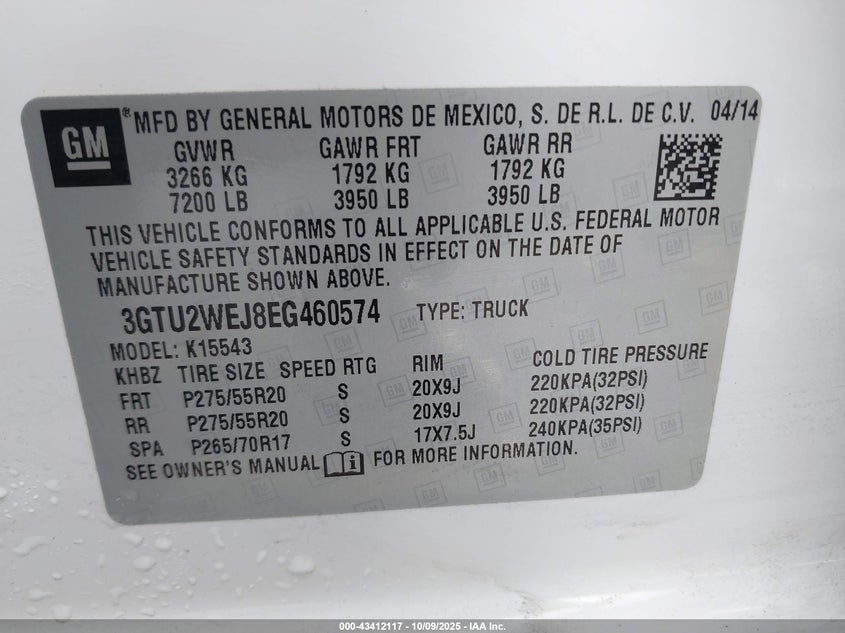 GM ®MFD BY GENERAL MOTORS DE MEXICO, S. DE R.L. DE C.V. 04/14
GVWR GAWR FRT GAWR RR
3266 KG 1792 KG 1792 KG
7200 LB 3950 LB 3950 LB
THIS VEHICLE CONFORMS TO ALL APPLICABLE U.S. FEDERAL MOTOR
VEHICLE SAFETY STANDARDS IN EFFECT ON THE DATE OF
MANUFACTURE SHOWN ABOVE.
3GTU2WEJ8EG460574 TYPE: TRUCK
MODEL: K15543
KHBZ TIRE SIZE SPEED RTG RIM COLD TIRE PRESSURE
FRT P275/55R20 S 20X9J 220KPA(32PSI)
RR P275/55R20 S 20X9J 220KPA(32PSI)
SPA P265/70R17 S 17X7.5J 240KPA(35PSI)
SEE OWNER'S MANUAL i FOR MORE INFORMATION.
000-43412117 - 10/09/2025 - IAA Inc.